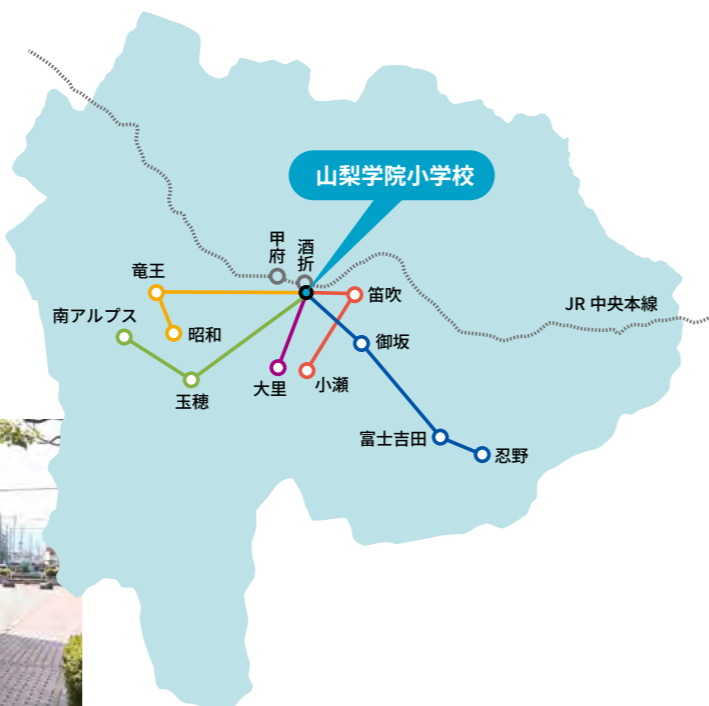 山梨学院小学校
甲府
酒折
竜王
笛吹
JR 中央本線
南アルプス
昭和
御坂
大里
小瀬
玉穂
富士吉田
忍野